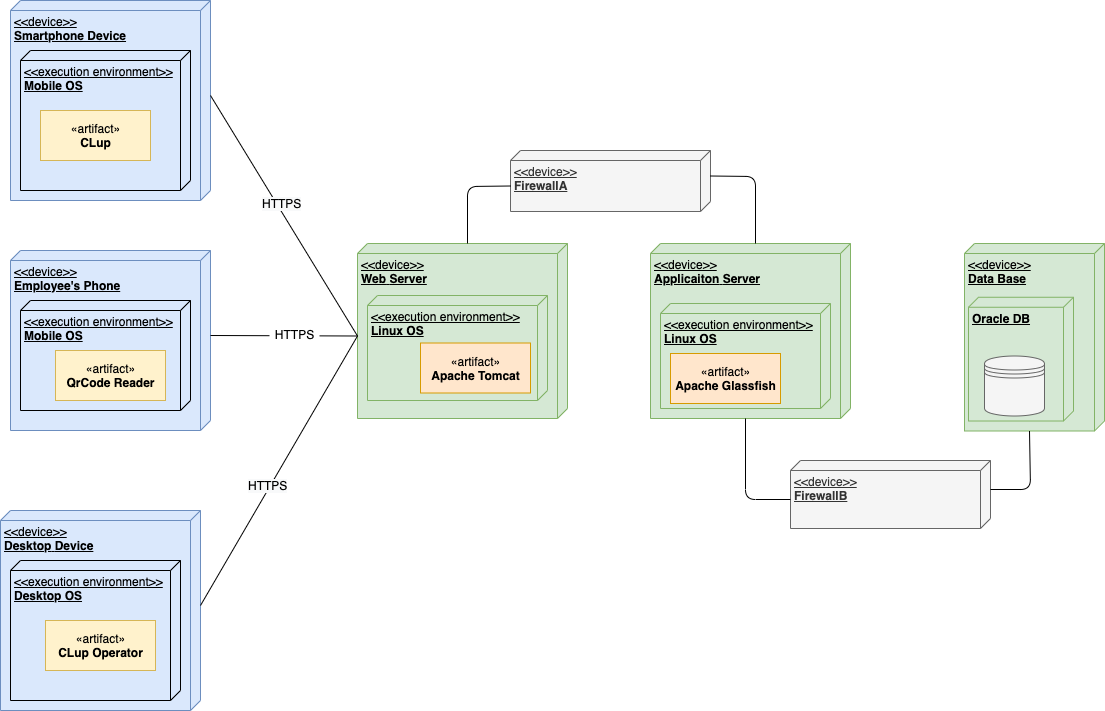 <<device>>
Smartphone Device
<<execution environment>>
Mobile OS
«artifact»
CLup
HTTPS
<<device>>
Employee's Phone
<<execution environment>>
Mobile OS
«artifact»
QrCode Reader
HTTPS
<<device>>
Desktop Device
<<execution environment>>
Desktop OS
«artifact»
CLup Operator
HTTPS
<<device>>
Web Server
<<execution environment>>
Linux OS
«artifact»
Apache Tomcat
<<device>>
FirewallA
<<device>>
Applicaiton Server
<<execution environment>>
Linux OS
«artifact»
Apache Glassfish
<<device>>
FirewallB
<<device>>
Data Base
Oracle DB